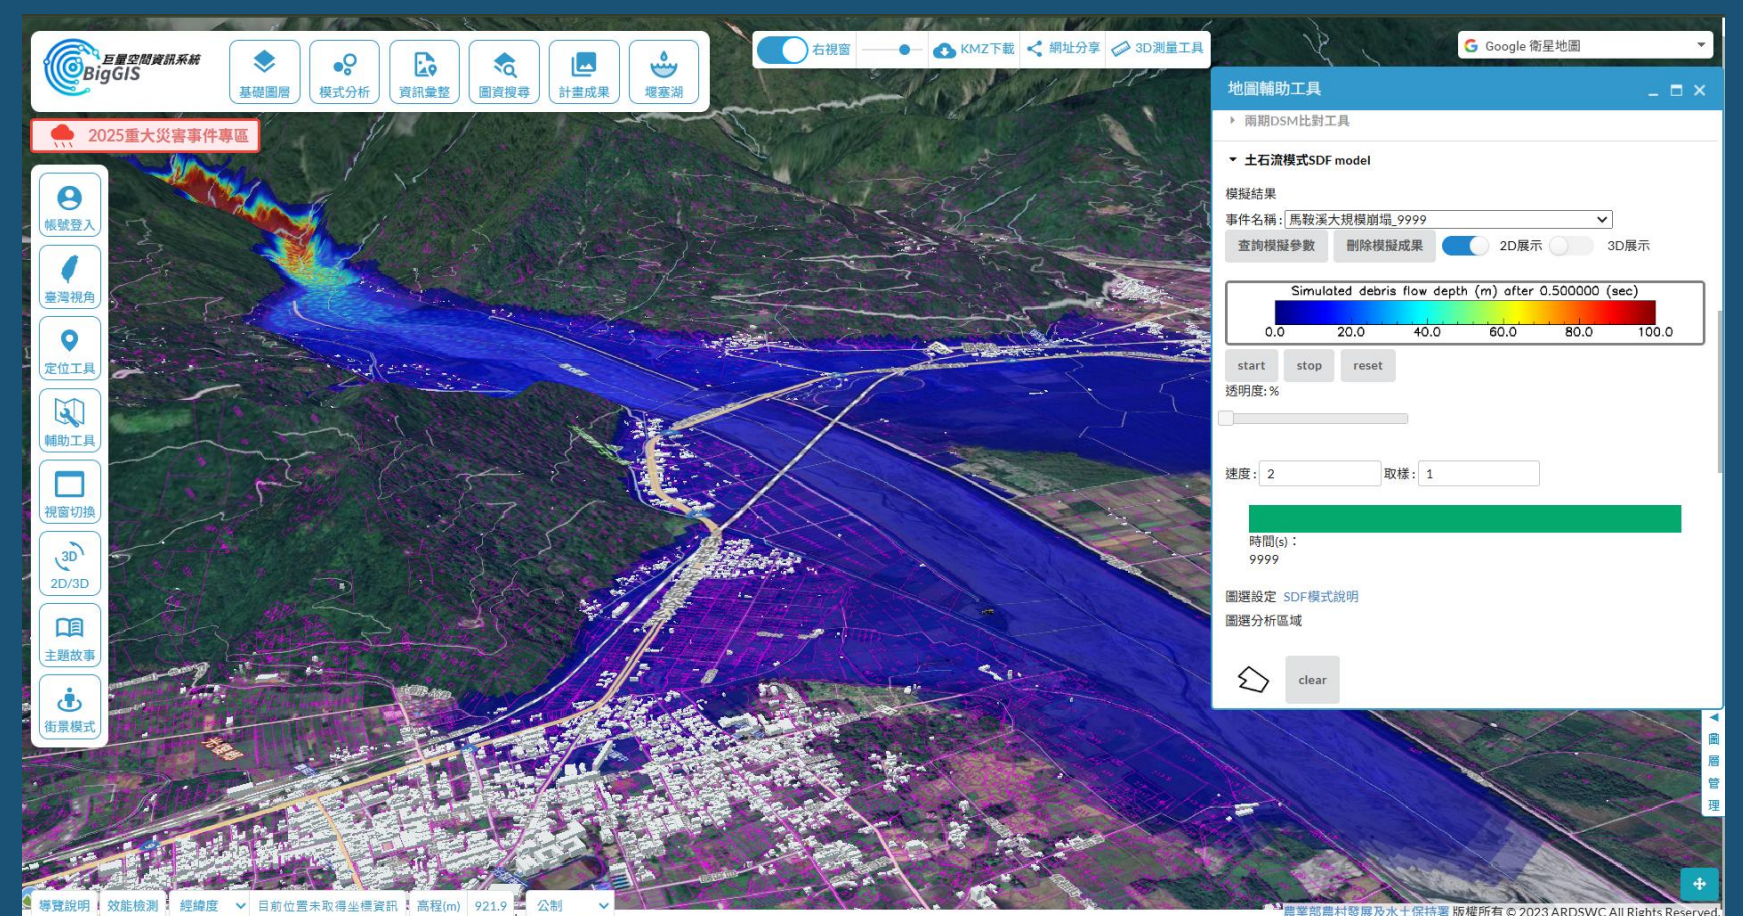 巨量空間資訊系統
BigGIS
基礎圖層
模式分析
資訊彙整
圖資搜尋
計畫成果
堰塞湖
右視窗
KMZ下載
網址分享
3D測量工具
Google 衛星地圖
2025重大災害事件專區
帳號登入
臺灣視角
定位工具
輔助工具
視窗切換
3D
2D/3D
主題故事
街景模式
地圖輔助工具
兩期DSM比對工具
土石流模式SDF model
模擬結果
事件名稱 : 馬鞍溪大規模崩塌_9999
查詢模擬參數
刪除模擬成果
2D展示
3D展示
Simulated debris flow depth (m) after 0.500000 (sec)
0.0 20.0 40.0 60.0 80.0 100.0
start
stop
reset
透明度: %
速度 : 2 取樣 : 1
時間(s)：
9999
圖選設定 SDF模式說明
圖選分析區域
clear
圖層管理
光復鄉
導覽說明
效能檢測
經緯度
目前位置未取得坐標資訊
高程(m) 921.9
公制
農業部農村發展及水土保持署 版權所有 © 2023 ARDSWC All Rights Reserved.